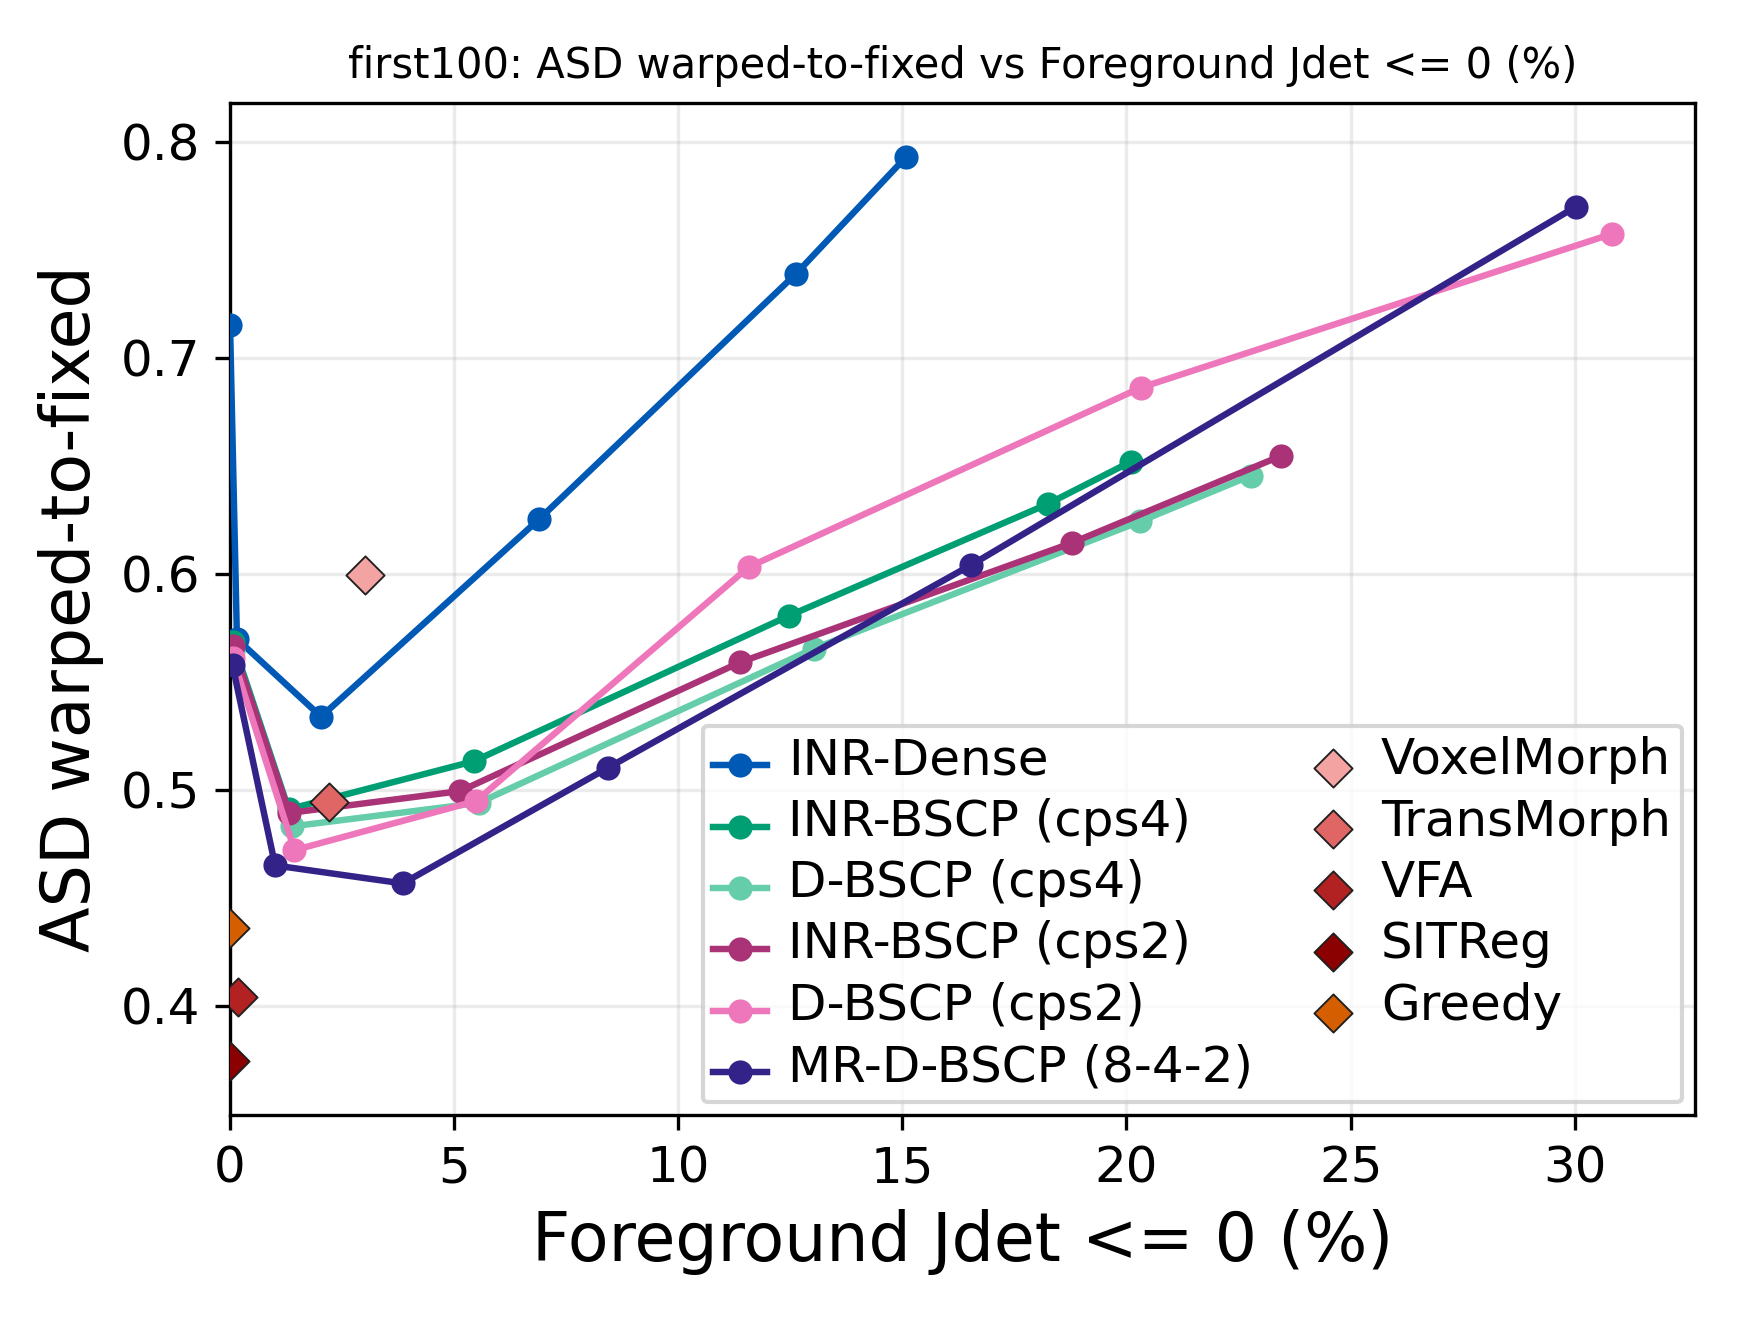 first100: ASD warped-to-fixed vs Foreground Jdet <= 0 (%)
ASD warped-to-fixed
0.8
0.7
0.6
0.5
0.4
INR-Dense
INR-BSCP (cps4)
D-BSCP (cps4)
INR-BSCP (cps2)
D-BSCP (cps2)
MR-D-BSCP (8-4-2)
VoxelMorph
TransMorph
VFA
SITReg
Greedy
0 5 10 15 20 25 30
Foreground Jdet <= 0 (%)